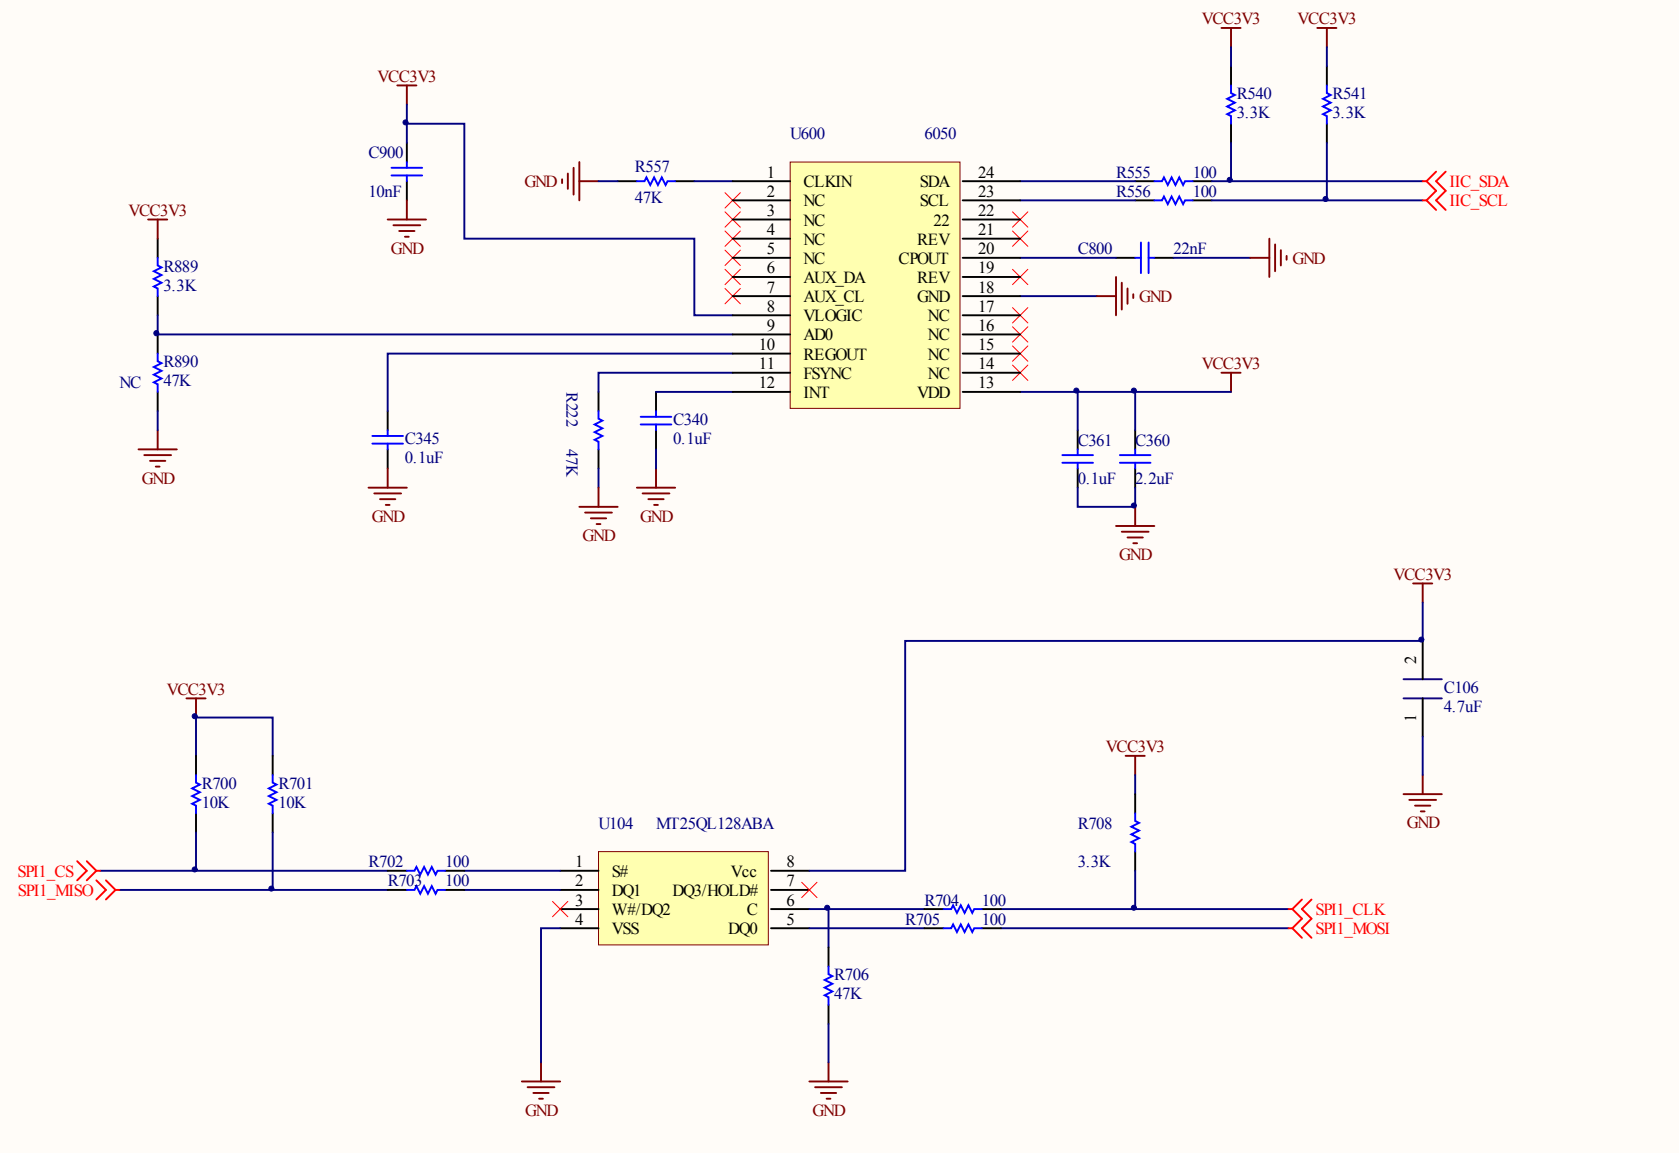 VCC3V3
VCC3V3
VCC3V3
R540
3.3K
R541
3.3K
U600
6050
C900
10nF
GND
GND
R557
47K
1
CLKIN
2
NC
3
NC
4
NC
5
NC
6
AUX_DA
7
AUX_CL
8
VLOGIC
9
AD0
10
REGOUT
11
FSYNC
12
INT
SDA
24
SCL
23
22
22
REV
21
CPOUT
20
REV
19
GND
18
NC
17
NC
16
NC
15
NC
14
VDD
13
R555
100
R556
100
IIC_SDA
IIC_SCL
C800
22nF
GND
GND
VCC3V3
R889
3.3K
R890
47K
NC
GND
C345
0.1uF
GND
R222
47K
GND
C340
0.1uF
GND
VCC3V3
C361
0.1uF
C360
2.2uF
GND
VCC3V3
2
C106
4.7uF
1
GND
VCC3V3
R700
10K
R701
10K
SPI1_CS
SPI1_MISO
R702
100
R703
100
U104
MT25QL128ABA
1
S#
2
DQ1
3
W#/DQ2
4
VSS
Vcc
8
DQ3/HOLD#
7
C
6
DQ0
5
VCC3V3
R708
3.3K
R704
100
R705
100
SPI1_CLK
SPI1_MOSI
R706
47K
GND
GND